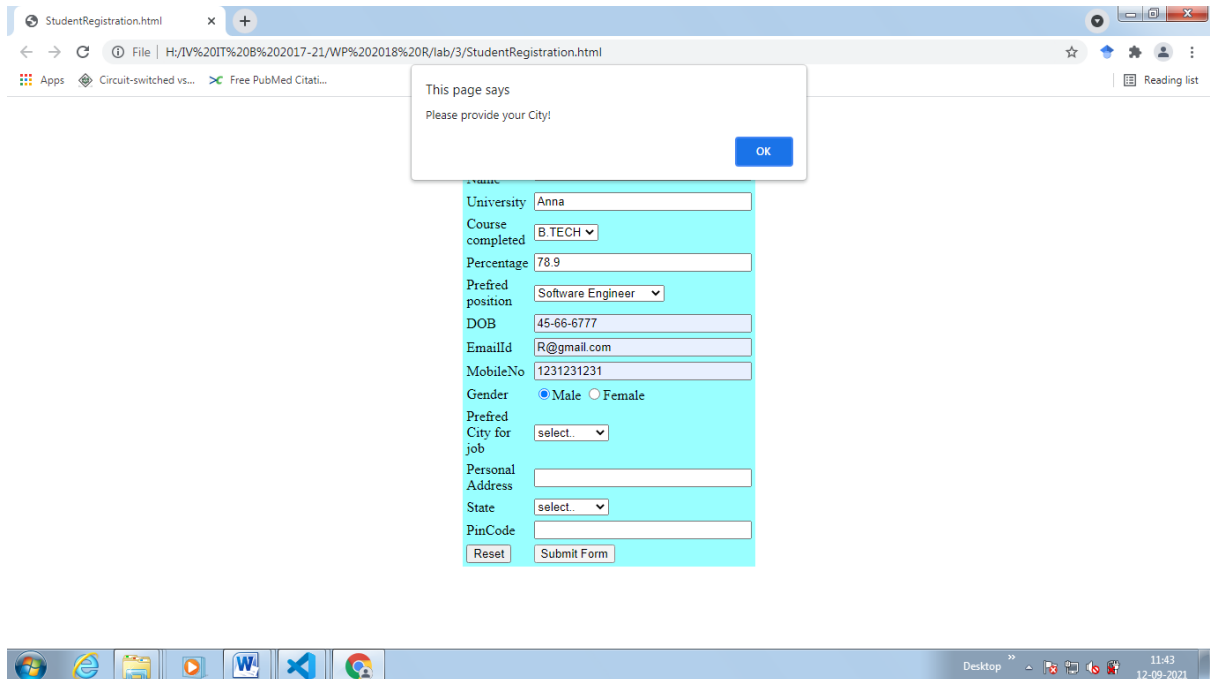 StudentRegistration.html
File | H:/IV%20IT%20B%202017-21/WP%202018%20R/lab/3/StudentRegistration.html
Apps Circuit-switched vs... Free PubMed Citati... Reading list
This page says
Please provide your City!
OK
Name
University Anna
Course completed B.TECH
Percentage 78.9
Prefred position Software Engineer
DOB 45-66-6777
EmailId R@gmail.com
MobileNo 1231231231
Gender Male Female
Prefred City for job select..
Personal Address
State select..
PinCode
Reset Submit Form
Desktop 11:43
12-09-2021